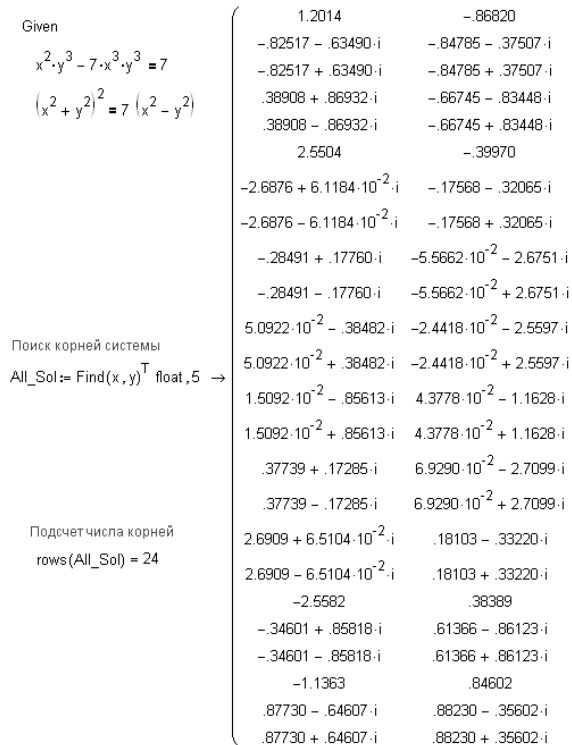 Given
x²·y³ − 7·x³·y³ = 7
(x² + y²)² = 7 (x² − y²)
Поиск корней системы
All_Sol := Find(x,y)ᵀ float,5 →
Подсчет числа корней
rows(All_Sol) = 24
1.2014 −.86820
−.82517 − .63490·i −.84785 − .37507·i
−.82517 + .63490·i −.84785 + .37507·i
.38908 + .86932·i −.66745 − .83448·i
.38908 − .86932·i −.66745 + .83448·i
2.5504 −.39970
−2.6876 + 6.1184·10⁻²·i −.17568 − .32065·i
−2.6876 − 6.1184·10⁻²·i −.17568 + .32065·i
−.28491 + .17760·i −5.5662·10⁻² − 2.6751·i
−.28491 − .17760·i −5.5662·10⁻² + 2.6751·i
5.0922·10⁻² − .38482·i −2.4418·10⁻² − 2.5597·i
5.0922·10⁻² + .38482·i −2.4418·10⁻² + 2.5597·i
1.5092·10⁻² − .85613·i 4.3778·10⁻² − 1.1628·i
1.5092·10⁻² + .85613·i 4.3778·10⁻² + 1.1628·i
.37739 + .17285·i 6.9290·10⁻² − 2.7099·i
.37739 − .17285·i 6.9290·10⁻² + 2.7099·i
2.6909 + 6.5104·10⁻²·i .18103 − .33220·i
2.6909 − 6.5104·10⁻²·i .18103 + .33220·i
−2.5582 .38389
−.34601 + .85818·i .61366 − .86123·i
−.34601 − .85818·i .61366 + .86123·i
−1.1363 .84602
.87730 − .64607·i .88230 − .35602·i
.87730 + .64607·i .88230 + .35602·i